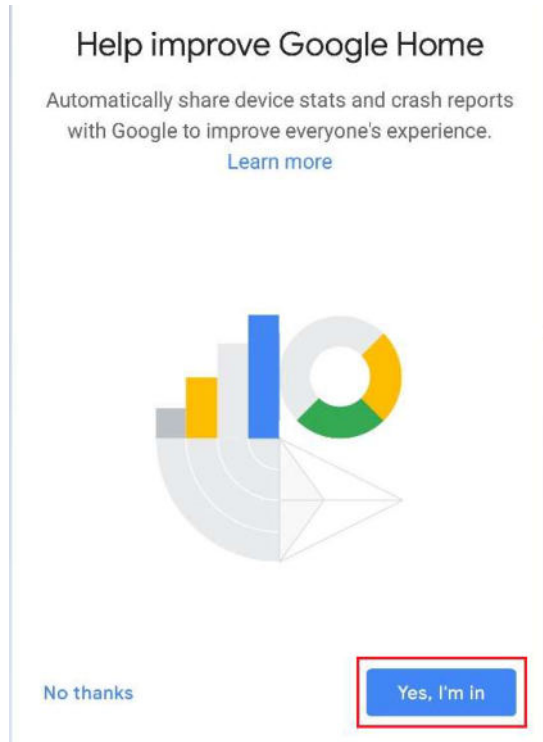 Help improve Google Home
Automatically share device stats and crash reports
with Google to improve everyone's experience.
Learn more
No thanks
Yes, I'm in